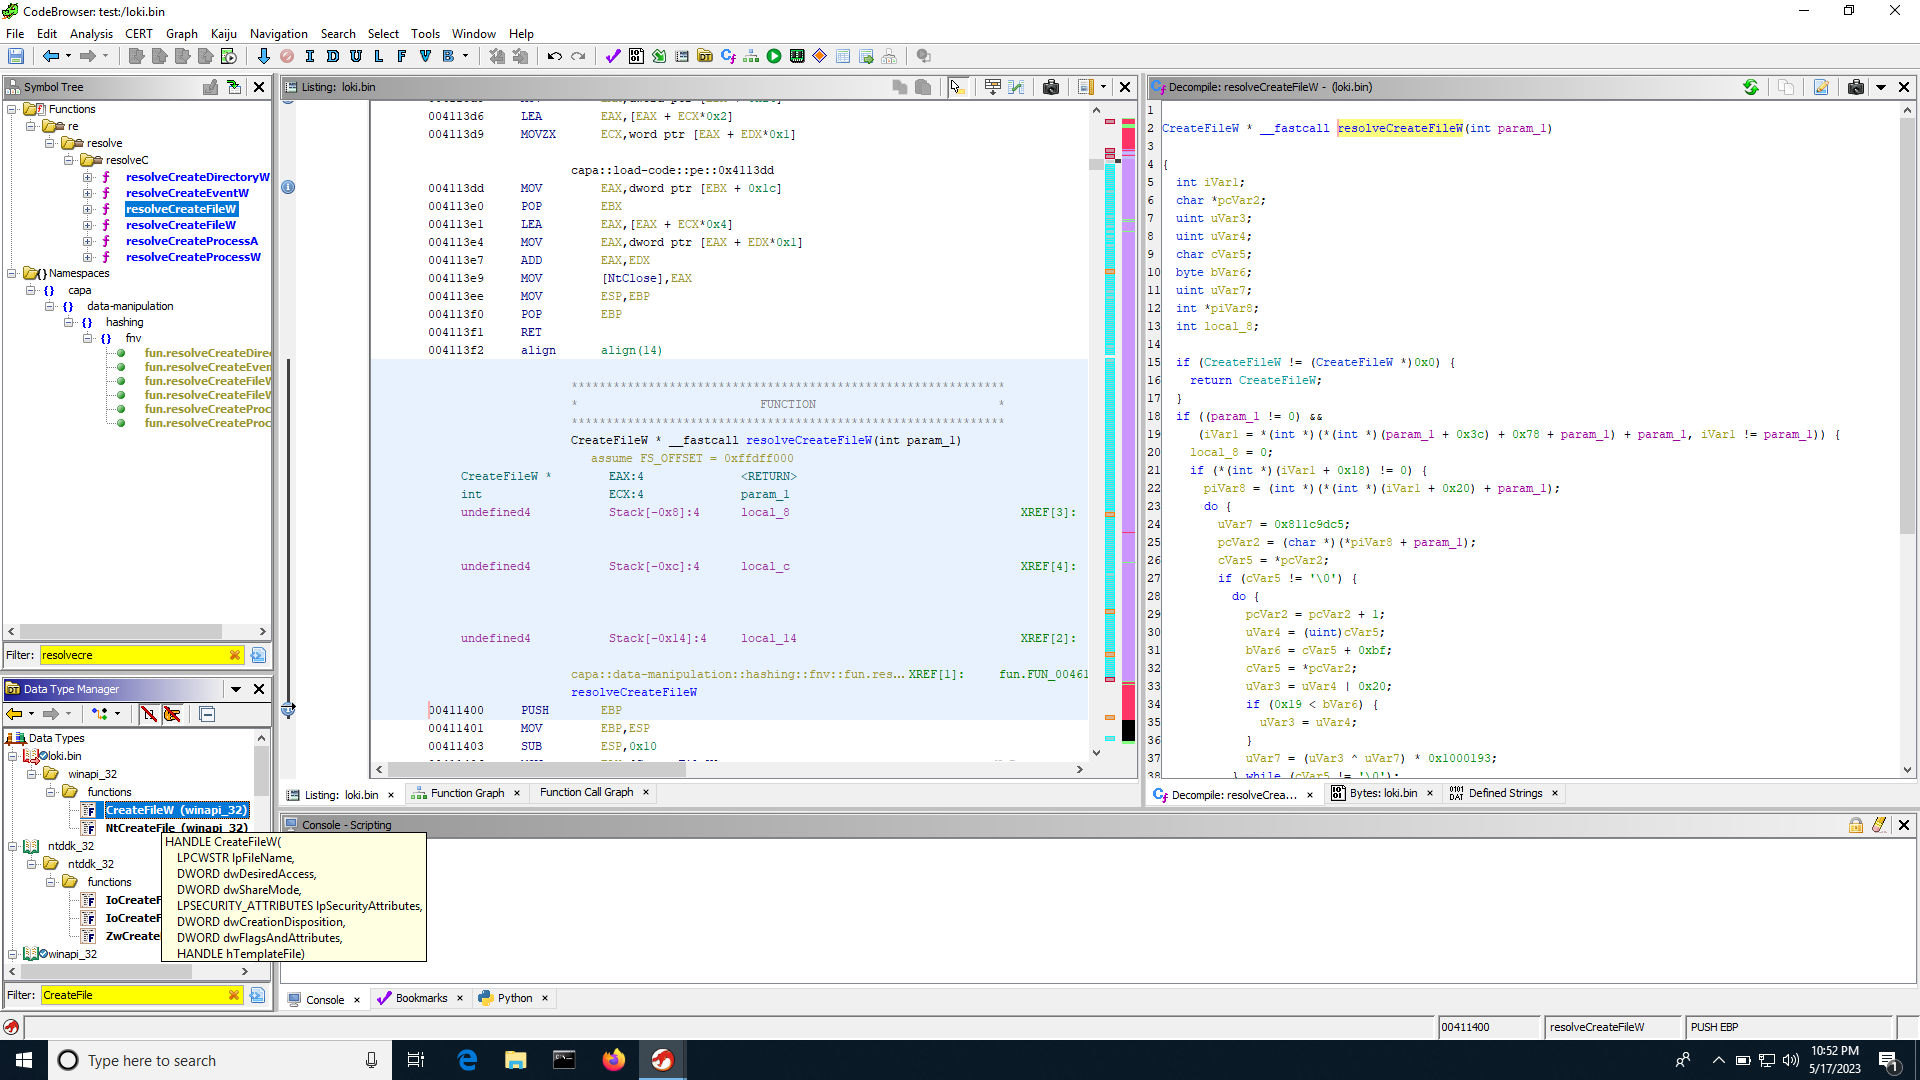 CodeBrowser: test:/loki.bin
File Edit Analysis CERT Graph Kaiju Navigation Search Select Tools Window Help
I D U L F V B
Symbol Tree
Functions
re
resolve
resolveC
resolveCreateDirectoryW
resolveCreateEventW
resolveCreateFileW
resolveCreateFileW
resolveCreateProcessA
resolveCreateProcessW
Namespaces
capa
data-manipulation
hashing
fnv
fun.resolveCreateDire
fun.resolveCreateEven
fun.resolveCreateFileW
fun.resolveCreateFileW
fun.resolveCreateProc
fun.resolveCreateProc
Filter: resolvecre
Data Type Manager
Data Types
loki.bin
winapi_32
functions
CreateFileW (winapi_32)
NtCreateFile (winapi_32)
ntddk_32
ntddk_32
functions
IoCreateF
IoCreateF
ZwCreate
winapi_32
Filter: CreateFile
HANDLE CreateFileW(
LPCWSTR lpFileName,
DWORD dwDesiredAccess,
DWORD dwShareMode,
LPSECURITY_ATTRIBUTES lpSecurityAttributes,
DWORD dwCreationDisposition,
DWORD dwFlagsAndAttributes,
HANDLE hTemplateFile)
Listing: loki.bin
004113d6 LEA EAX,[EAX + ECX*0x2]
004113d9 MOVZX ECX,word ptr [EAX + EDX*0x1]
capa::load-code::pe::0x4113dd
004113dd MOV EAX,dword ptr [EBX + 0x1c]
004113e0 POP EBX
004113e1 LEA EAX,[EAX + ECX*0x4]
004113e4 MOV EAX,dword ptr [EAX + EDX*0x1]
004113e7 ADD EAX,EDX
004113e9 MOV [NtClose],EAX
004113ee MOV ESP,EBP
004113f0 POP EBP
004113f1 RET
004113f2 align align(14)
**************************************************************
* FUNCTION *
**************************************************************
CreateFileW * __fastcall resolveCreateFileW(int param_1)
assume FS_OFFSET = 0xffdff000
CreateFileW * EAX:4 <RETURN>
int ECX:4 param_1
undefined4 Stack[-0x8]:4 local_8 XREF[3]:
undefined4 Stack[-0xc]:4 local_c XREF[4]:
undefined4 Stack[-0x14]:4 local_14 XREF[2]:
capa::data-manipulation::hashing::fnv::fun.res... XREF[1]: fun.FUN_00461
resolveCreateFileW
00411400 PUSH EBP
00411401 MOV EBP,ESP
00411403 SUB ESP,0x10
Listing: loki.bin × Function Graph × Function Call Graph ×
Decompile: resolveCreateFileW - (loki.bin)
1
2 CreateFileW * __fastcall resolveCreateFileW(int param_1)
3
4 {
5 int iVar1;
6 char *pcVar2;
7 uint uVar3;
8 uint uVar4;
9 char cVar5;
10 byte bVar6;
11 uint uVar7;
12 int *piVar8;
13 int local_8;
14
15 if (CreateFileW != (CreateFileW *)0x0) {
16 return CreateFileW;
17 }
18 if ((param_1 != 0) &&
19 (iVar1 = *(int *)(*(int *)(param_1 + 0x3c) + 0x78 + param_1) + param_1, iVar1 != param_1)) {
20 local_8 = 0;
21 if (*(int *)(iVar1 + 0x18) != 0) {
22 piVar8 = (int *)(*(int *)(iVar1 + 0x20) + param_1);
23 do {
24 uVar7 = 0x811c9dc5;
25 pcVar2 = (char *)(*piVar8 + param_1);
26 cVar5 = *pcVar2;
27 if (cVar5 != '\0') {
28 do {
29 pcVar2 = pcVar2 + 1;
30 uVar4 = (uint)cVar5;
31 bVar6 = cVar5 + 0xbf;
32 cVar5 = *pcVar2;
33 uVar3 = uVar4 | 0x20;
34 if (0x19 < bVar6) {
35 uVar3 = uVar4;
36 }
37 uVar7 = (uVar3 ^ uVar7) * 0x1000193;
38 } while (cVar5 != '\0');
Decompile: resolveCrea... × Bytes: loki.bin × Defined Strings ×
Console - Scripting
Console × Bookmarks × Python ×
00411400 resolveCreateFileW PUSH EBP
Type here to search
10:52 PM
5/17/2023
1